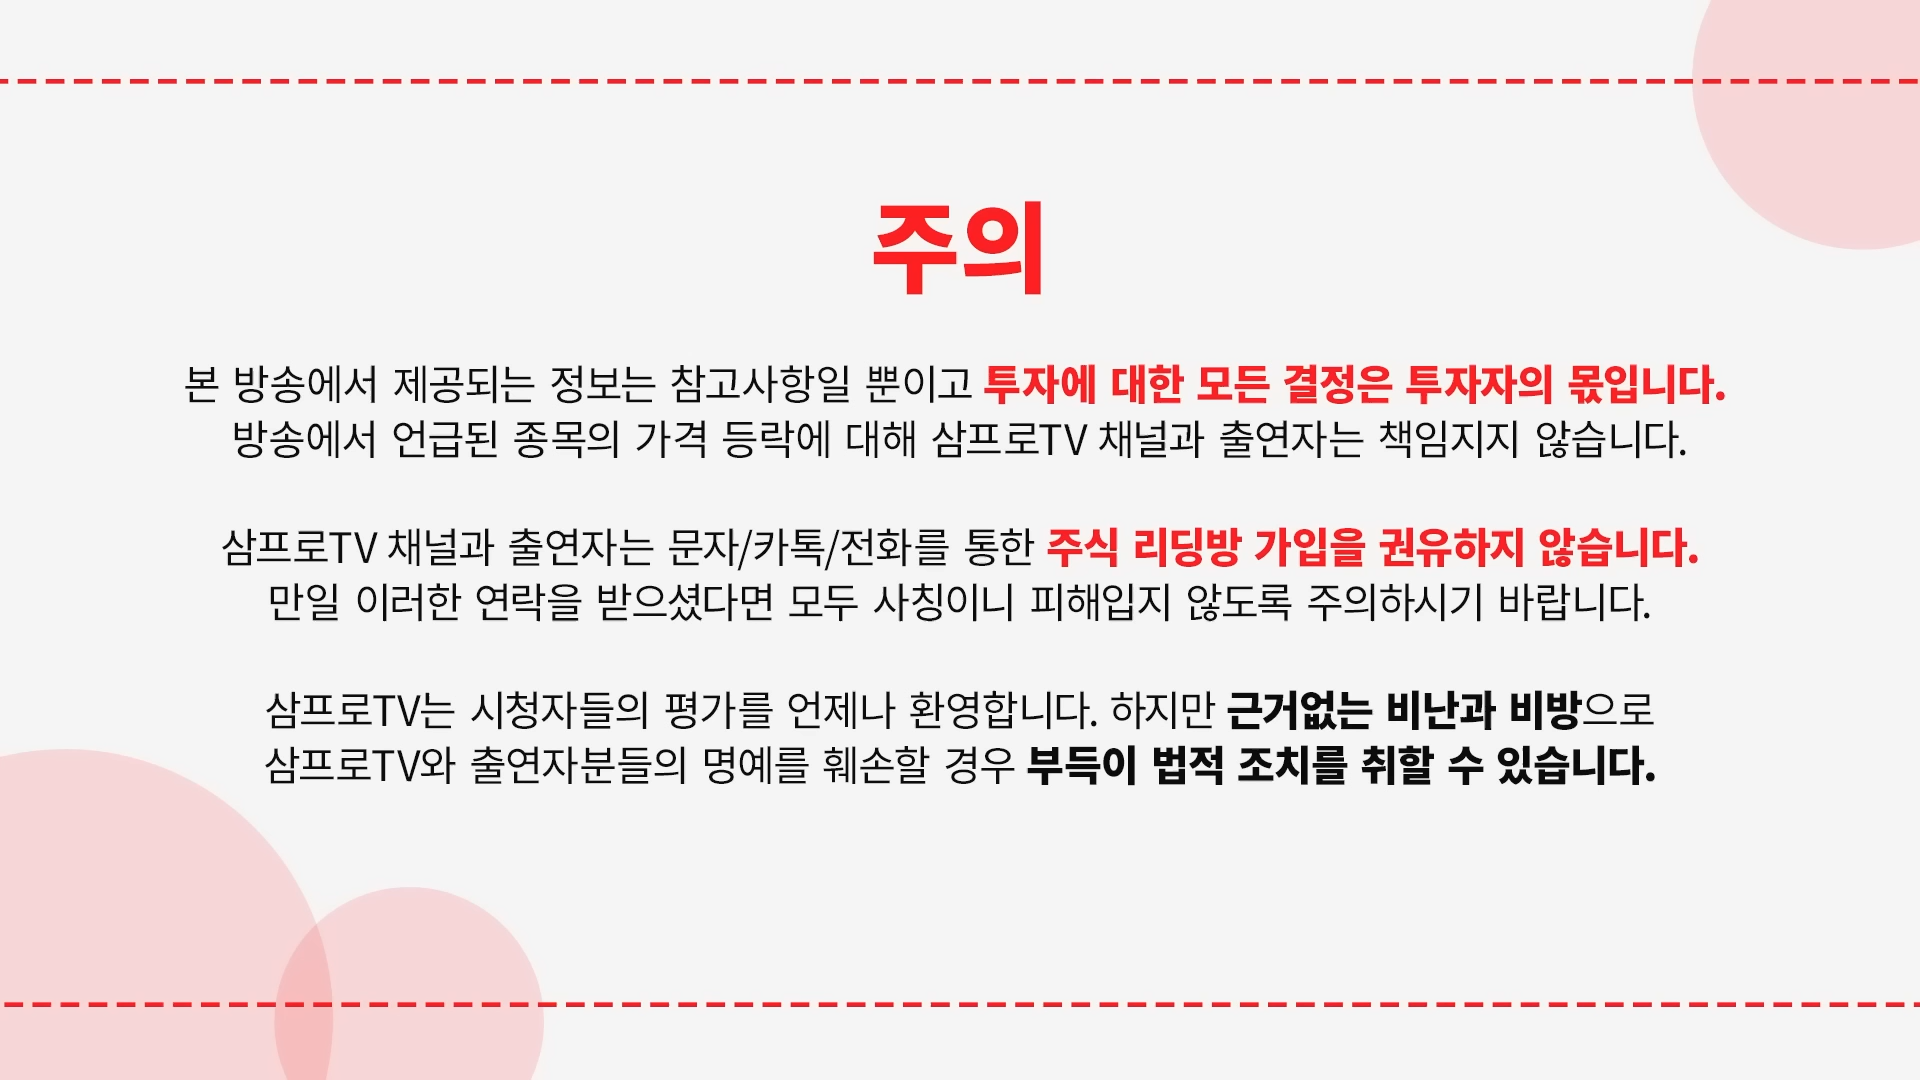 주의
본 방송에서 제공되는 정보는 참고사항일 뿐이고 투자에 대한 모든 결정은 투자자의 몫입니다.
방송에서 언급된 종목의 가격 등락에 대해 삼프로TV 채널과 출연자는 책임지지 않습니다.
삼프로TV 채널과 출연자는 문자/카톡/전화를 통한 주식 리딩방 가입을 권유하지 않습니다.
만일 이러한 연락을 받으셨다면 모두 사칭이니 피해입지 않도록 주의하시기 바랍니다.
삼프로TV는 시청자들의 평가를 언제나 환영합니다. 하지만 근거없는 비난과 비방으로
삼프로TV와 출연자분들의 명예를 훼손할 경우 부득이 법적 조치를 취할 수 있습니다.